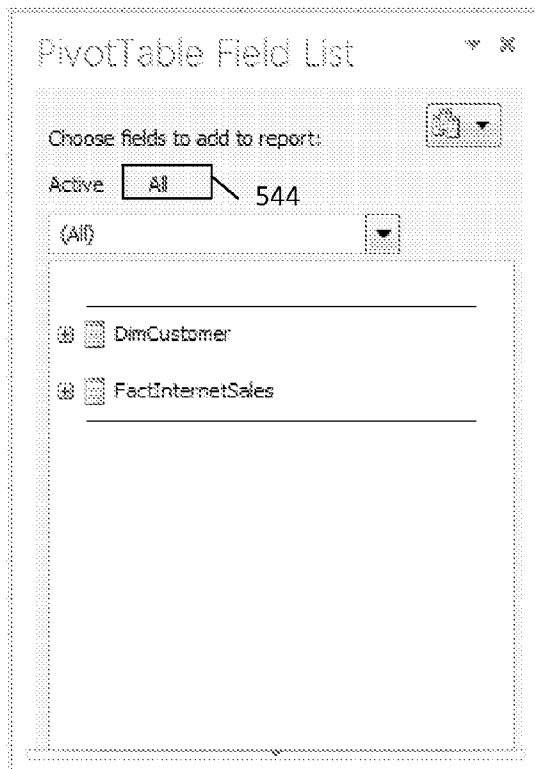 PivotTable Field List
Choose fields to add to report:
Active All 544
(All)
DimCustomer
FactInternetSales